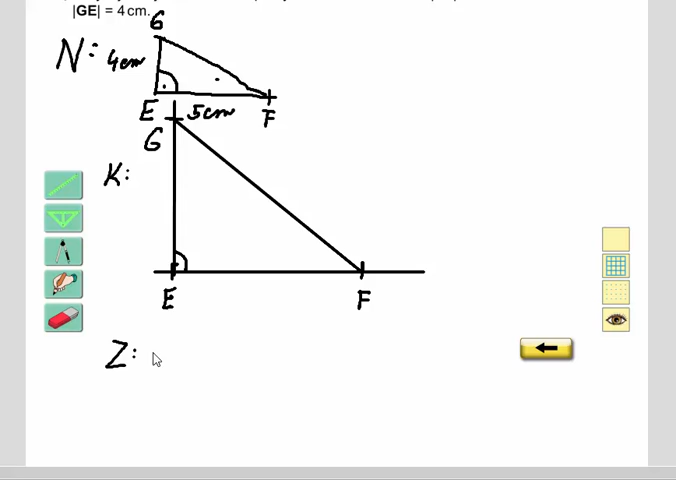 |GE| = 4 cm.
G
N: 4cm
E 5cm F
G
K:
E F
Z: